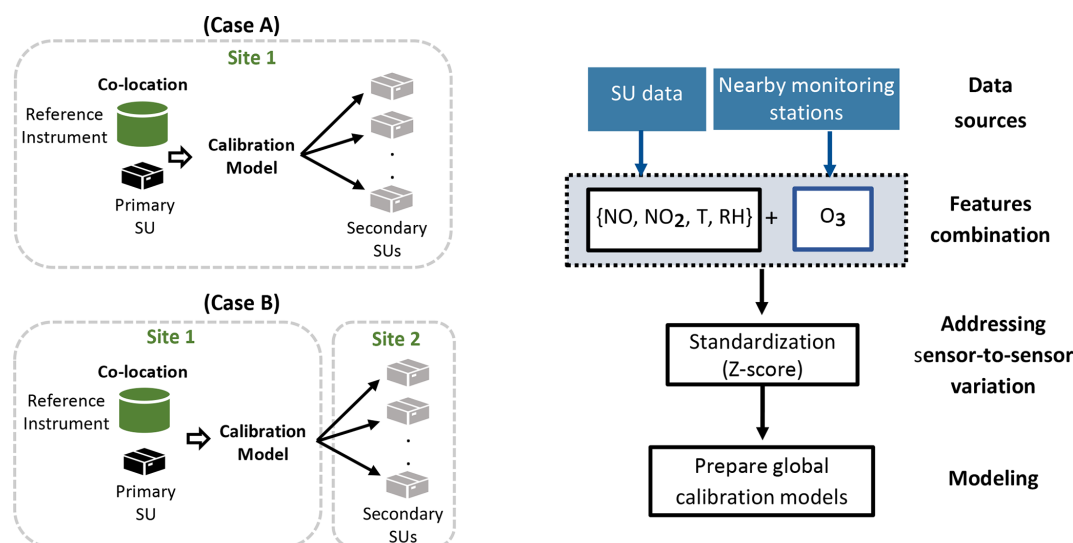 (Case A)
Site 1
Co-location
Reference
Instrument
Calibration
Model
Primary
SU
.
.
Secondary
SUs
(Case B)
Site 1
Site 2
Co-location
Reference
Instrument
Calibration
Model
Primary
SU
.
.
Secondary
SUs
SU data
Nearby monitoring
stations
Data
sources
{NO, NO2, T, RH} + O3
Features
combination
Standardization
(Z-score)
Addressing
sensor-to-sensor
variation
Prepare global
calibration models
Modeling